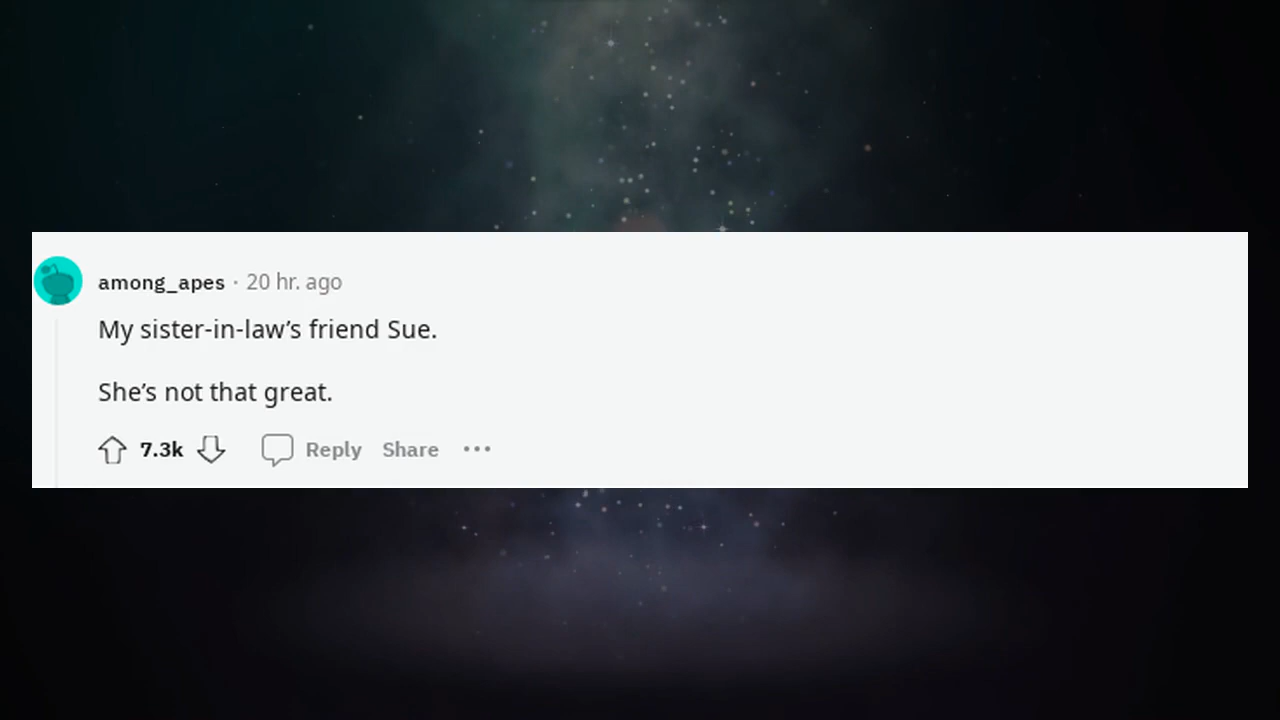 among_apes · 20 hr. ago
My sister-in-law’s friend Sue.
She’s not that great.
7.3k Reply Share ···